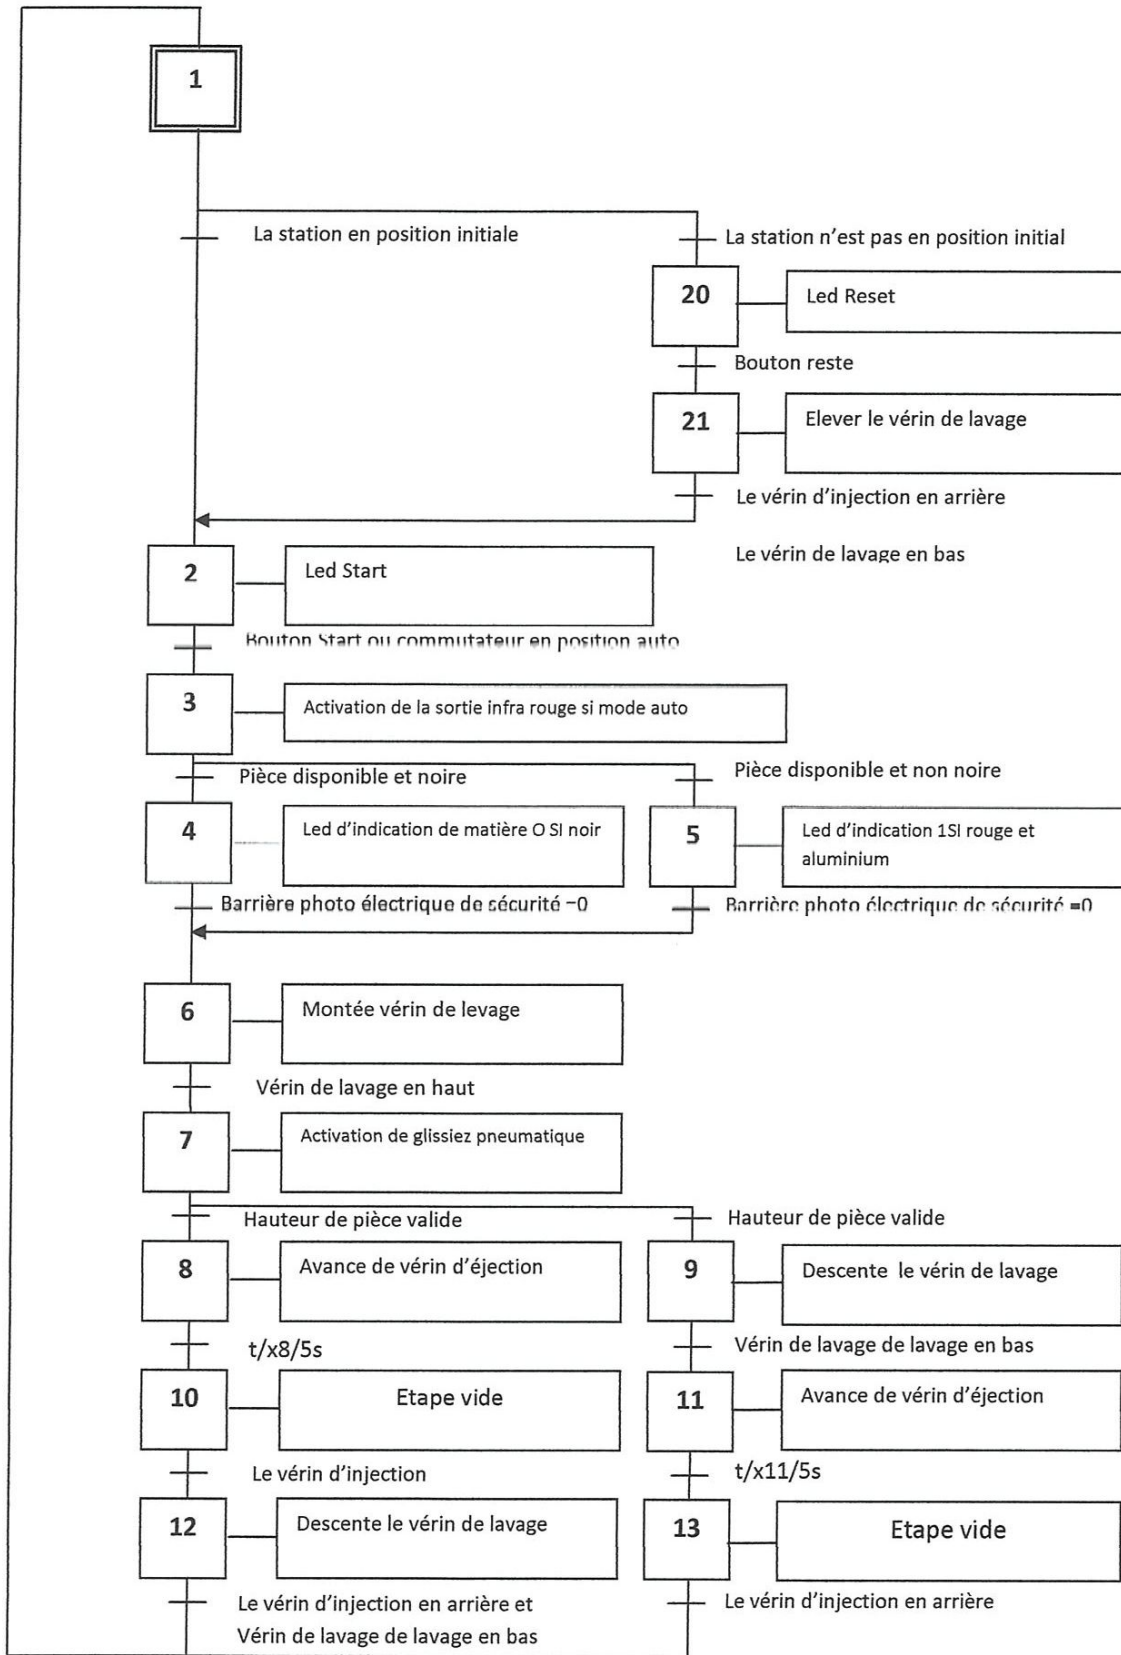 1
La station en position initiale
La station n'est pas en position initial
20
Led Reset
Bouton reste
21
Elever le vérin de lavage
Le vérin d'injection en arrière
Le vérin de lavage en bas
2
Led Start
Bouton Start ou commutateur en position auto
3
Activation de la sortie infra rouge si mode auto
Pièce disponible et noire
Pièce disponible et non noire
4
Led d'indication de matière O SI noir
5
Led d'indication 1SI rouge et
aluminium
Barrière photo électrique de sécurité =0
Barrière photo électrique de sécurité =0
6
Montée vérin de levage
Vérin de lavage en haut
7
Activation de glissiez pneumatique
Hauteur de pièce valide
Hauteur de pièce valide
8
Avance de vérin d'éjection
9
Descente le vérin de lavage
t/x8/5s
Vérin de lavage de lavage en bas
10
Etape vide
11
Avance de vérin d'éjection
Le vérin d'injection
t/x11/5s
12
Descente le vérin de lavage
13
Etape vide
Le vérin d'injection en arrière et
Vérin de lavage de lavage en bas
Le vérin d'injection en arrière